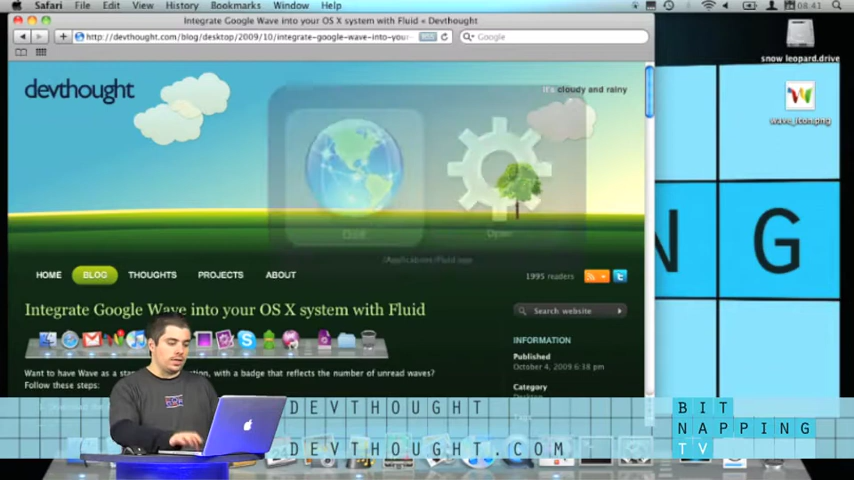 Safari File Edit View History Bookmarks Window Help
08:41
Integrate Google Wave into your OS X system with Fluid « Devthought
http://devthought.com/blog/desktop/2009/10/integrate-google-wave-into-your-
RSS
Google
snow leopard.drive
wave_icon.png
devthought
It's cloudy and rainy
/Applications/Fluid.app
HOME BLOG THOUGHTS PROJECTS ABOUT
1995 readers
N G
Integrate Google Wave into your OS X system with Fluid
Search website
INFORMATION
Published
October 4, 2009 6:38 pm
Category
Want to have Wave as a
with a badge that reflects the number of unread waves?
Follow these steps:
DEVTHOUGHT
DEVTHOUGHT.COM
BIT
NAPPING
TV